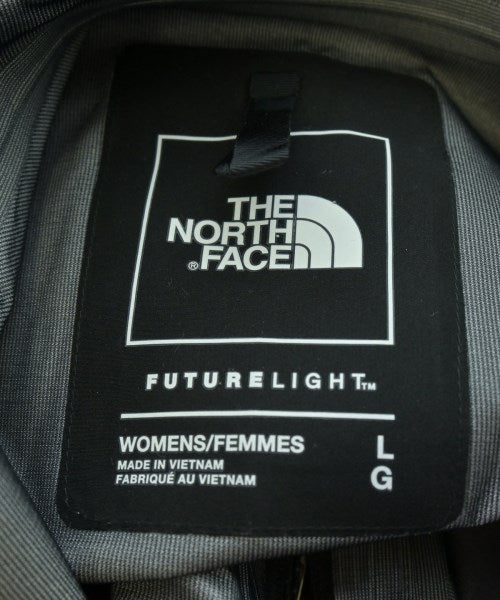 THE
NORTH
® FACE
FUTURELIGHT™
WOMENS/FEMMES L
MADE IN VIETNAM
FABRIQUÉ AU VIETNAM G